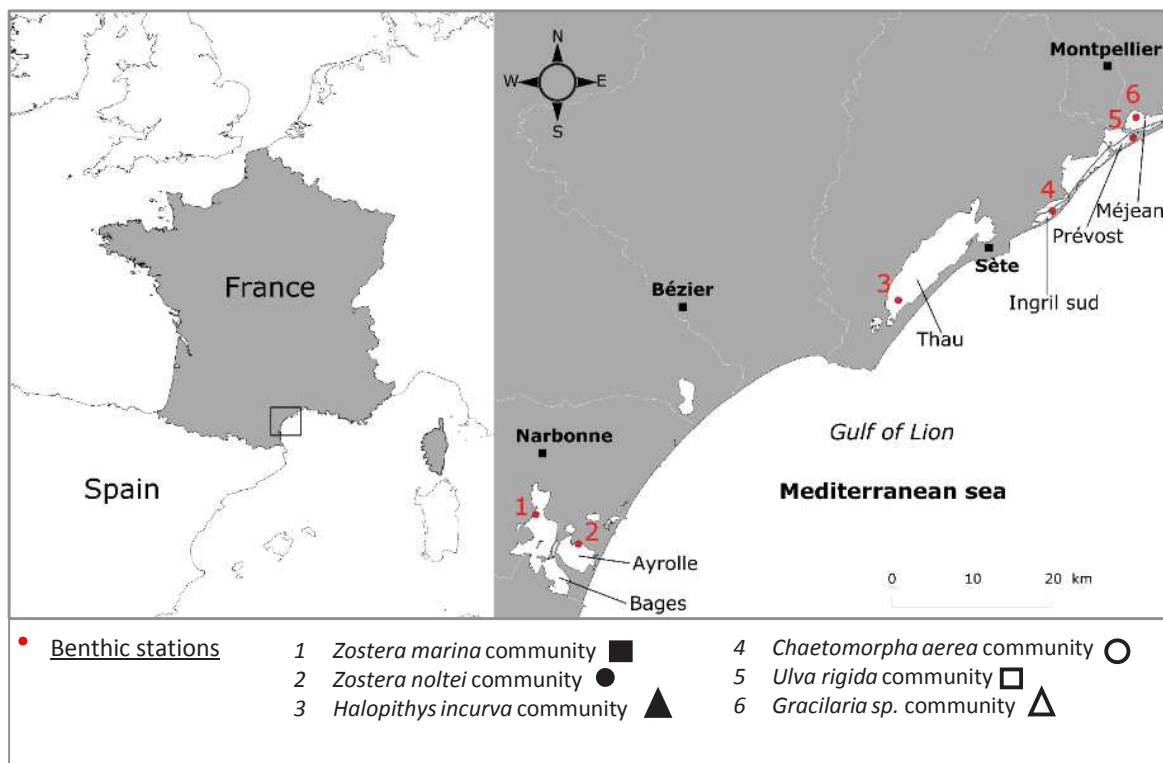 France
Spain
N
W E
S
Montpellier
6
5
4
Méjean
Prévost
Sète
Ingril sud
3
Thau
Bézier
Gulf of Lion
Mediterranean sea
Narbonne
1
2
Ayrolle
Bages
0 20 km
Benthic stations
1 Zostera marina community
2 Zostera noltei community
3 Halopithys incurva community
4 Chaetomorpha aerea community
5 Ulva rigida community
6 Gracilaria sp. community